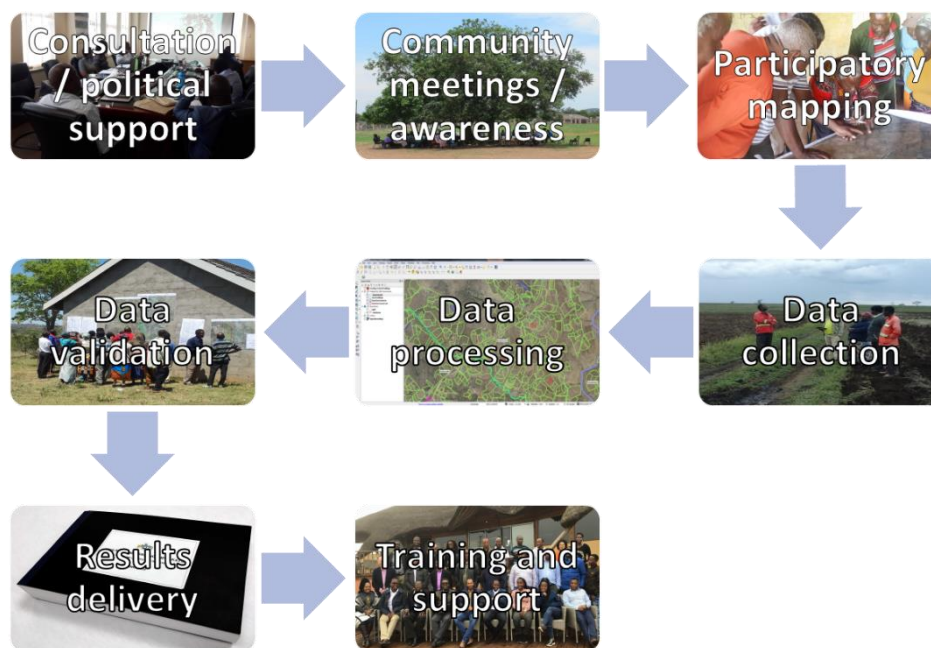 Consultation
/ political
support
Community
meetings /
awareness
Participatory
mapping
Data
collection
Data
processing
Data
validation
Results
delivery
Training and
support